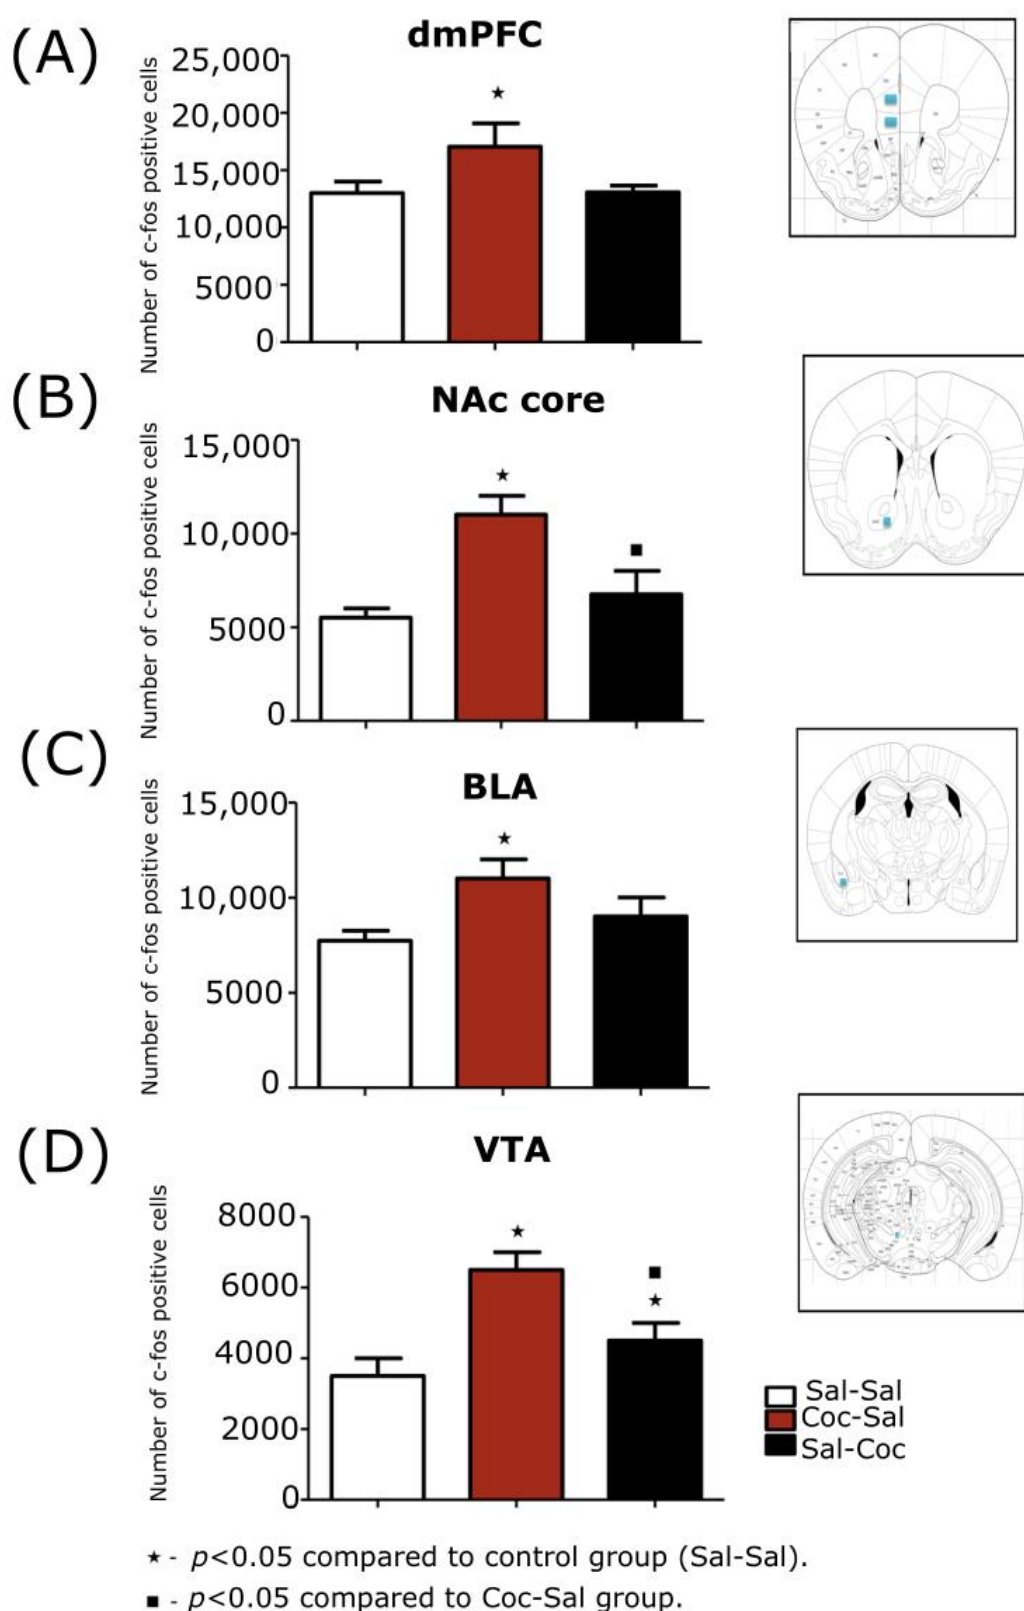 (A)
dmPFC
Number of c-fos positive cells
25,000
20,000
15,000
10,000
5000
0
(B)
NAc core
Number of c-fos positive cells
15,000
10,000
5000
0
(C)
BLA
Number of c-fos positive cells
15,000
10,000
5000
0
(D)
VTA
Number of c-fos positive cells
8000
6000
4000
2000
0
Sal-Sal
Coc-Sal
Sal-Coc
★ - p<0.05 compared to control group (Sal-Sal).
■ - p<0.05 compared to Coc-Sal group.